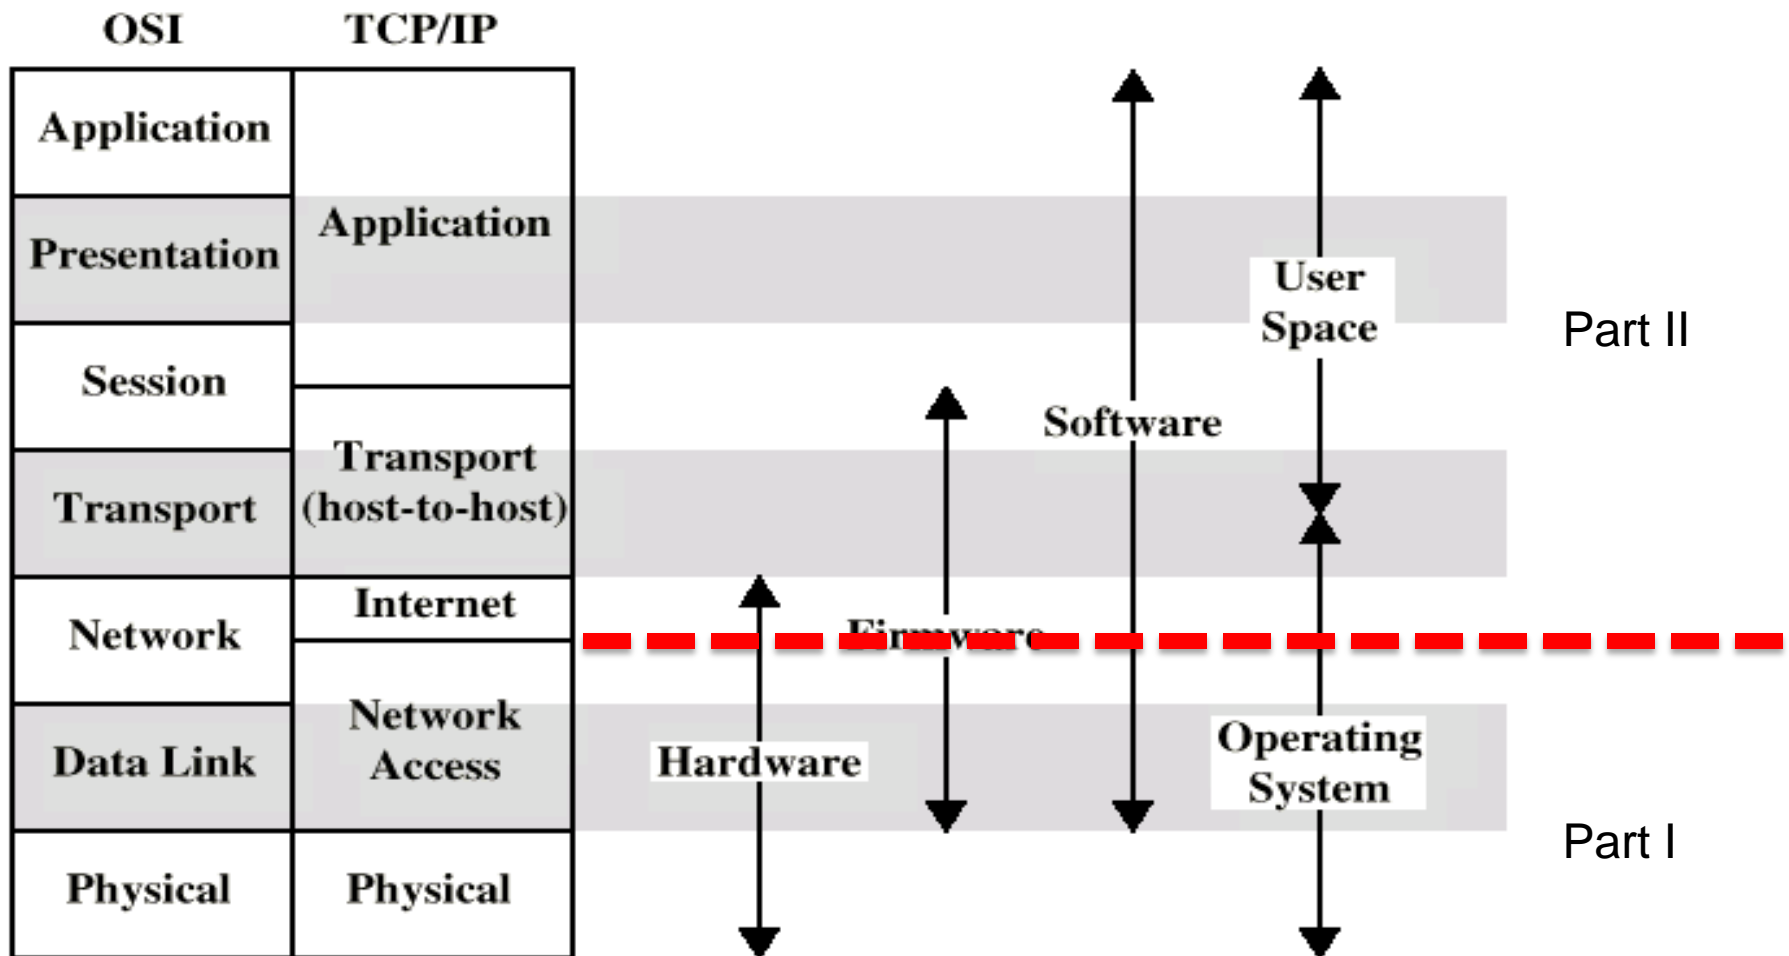 OSI TCP/IP
Application
Presentation
Session
Transport
Network
Data Link
Physical
Application
Transport
(host-to-host)
Internet
Network
Access
Physical
Hardware
Firmware
Software
User
Space
Operating
System
Part II
Part I